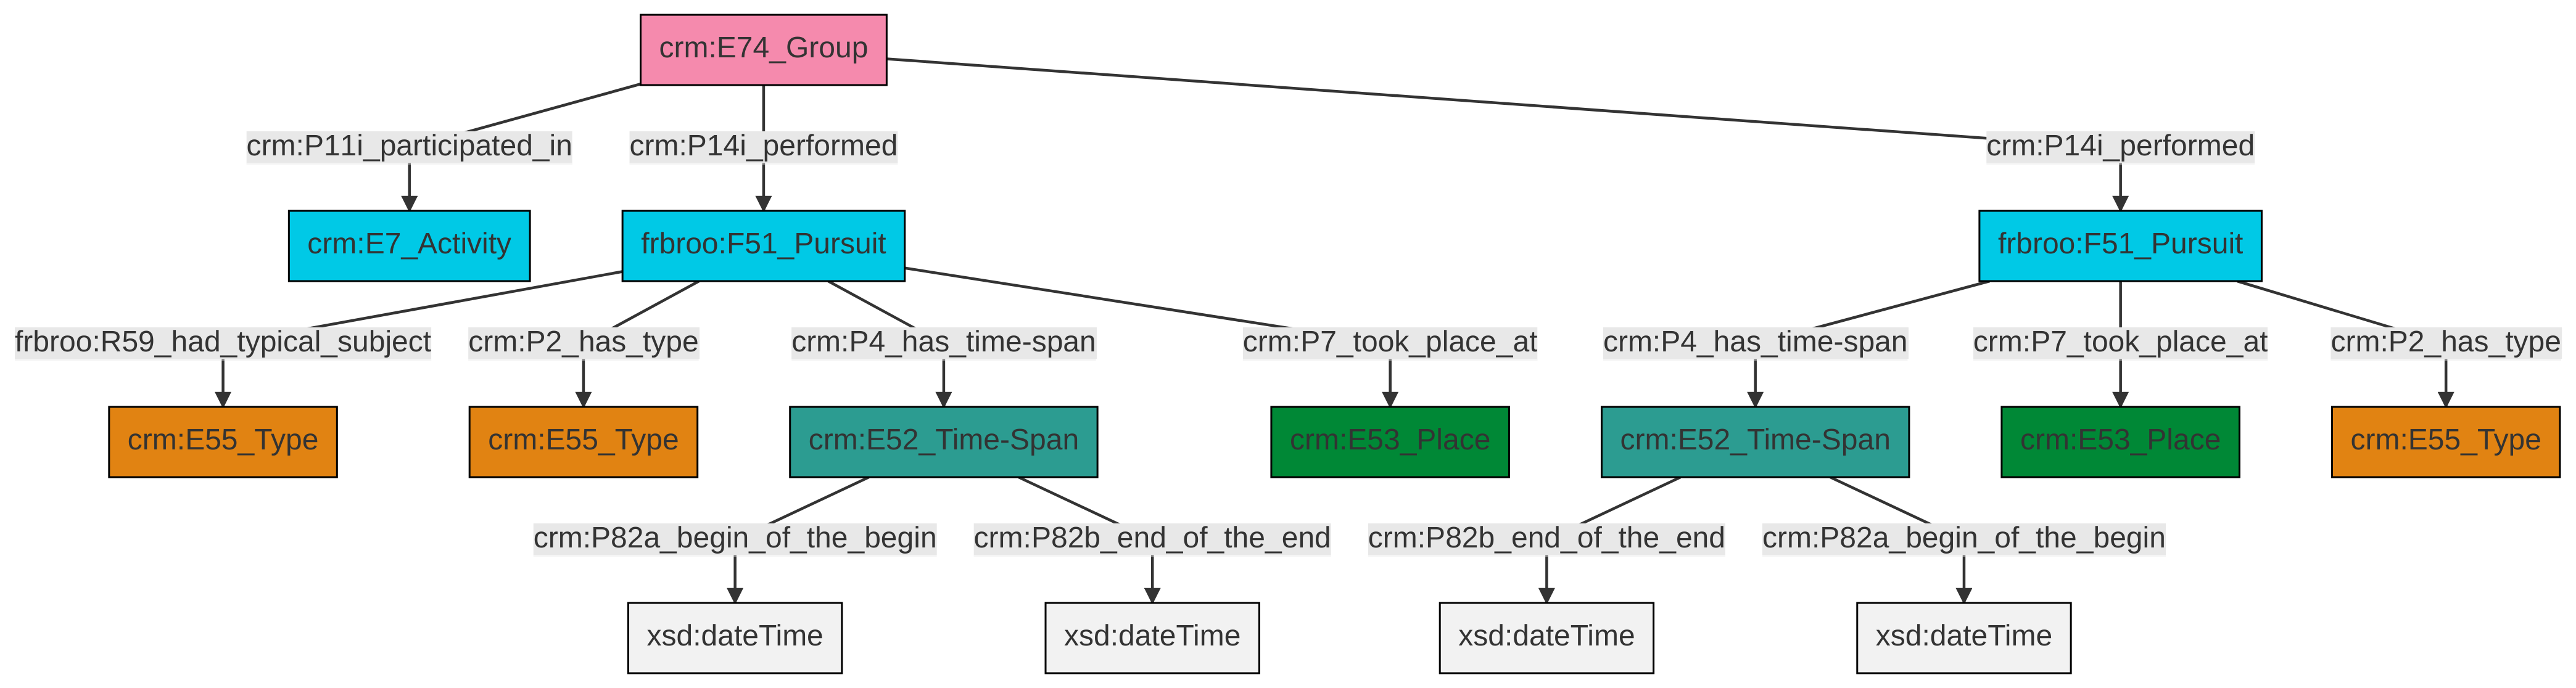 crm:E74_Group
crm:P11i_participated_in
crm:P14i_performed
crm:P14i_performed
crm:E7_Activity
frbroo:F51_Pursuit
frbroo:F51_Pursuit
frbroo:R59_had_typical_subject
crm:P2_has_type
crm:P4_has_time-span
crm:P7_took_place_at
crm:P4_has_time-span
crm:P7_took_place_at
crm:P2_has_type
crm:E55_Type
crm:E55_Type
crm:E52_Time-Span
crm:E53_Place
crm:E52_Time-Span
crm:E53_Place
crm:E55_Type
crm:P82a_begin_of_the_begin
crm:P82b_end_of_the_end
crm:P82b_end_of_the_end
crm:P82a_begin_of_the_begin
xsd:dateTime
xsd:dateTime
xsd:dateTime
xsd:dateTime